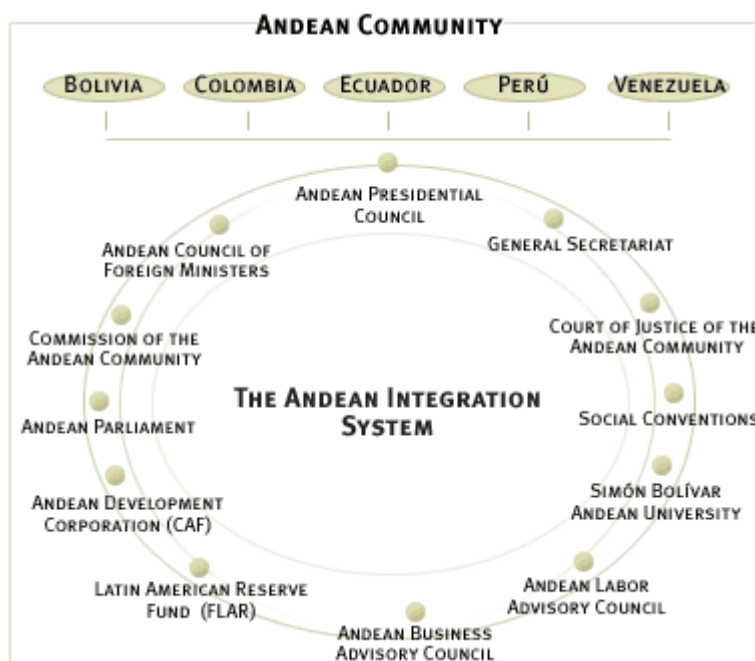 ANDEAN COMMUNITY
BOLIVIA
COLOMBIA
ECUADOR
PERÚ
VENEZUELA
ANDEAN PRESIDENTIAL
COUNCIL
ANDEAN COUNCIL OF
FOREIGN MINISTERS
GENERAL SECRETARIAT
COMMISSION OF THE
ANDEAN COMMUNITY
COURT OF JUSTICE OF THE
ANDEAN COMMUNITY
THE ANDEAN INTEGRATION
SYSTEM
ANDEAN PARLIAMENT
SOCIAL CONVENTIONS
ANDEAN DEVELOPMENT
CORPORATION (CAF)
SIMÓN BOLÍVAR
ANDEAN UNIVERSITY
LATIN AMERICAN RESERVE
FUND (FLAR)
ANDEAN LABOR
ADVISORY COUNCIL
ANDEAN BUSINESS
ADVISORY COUNCIL